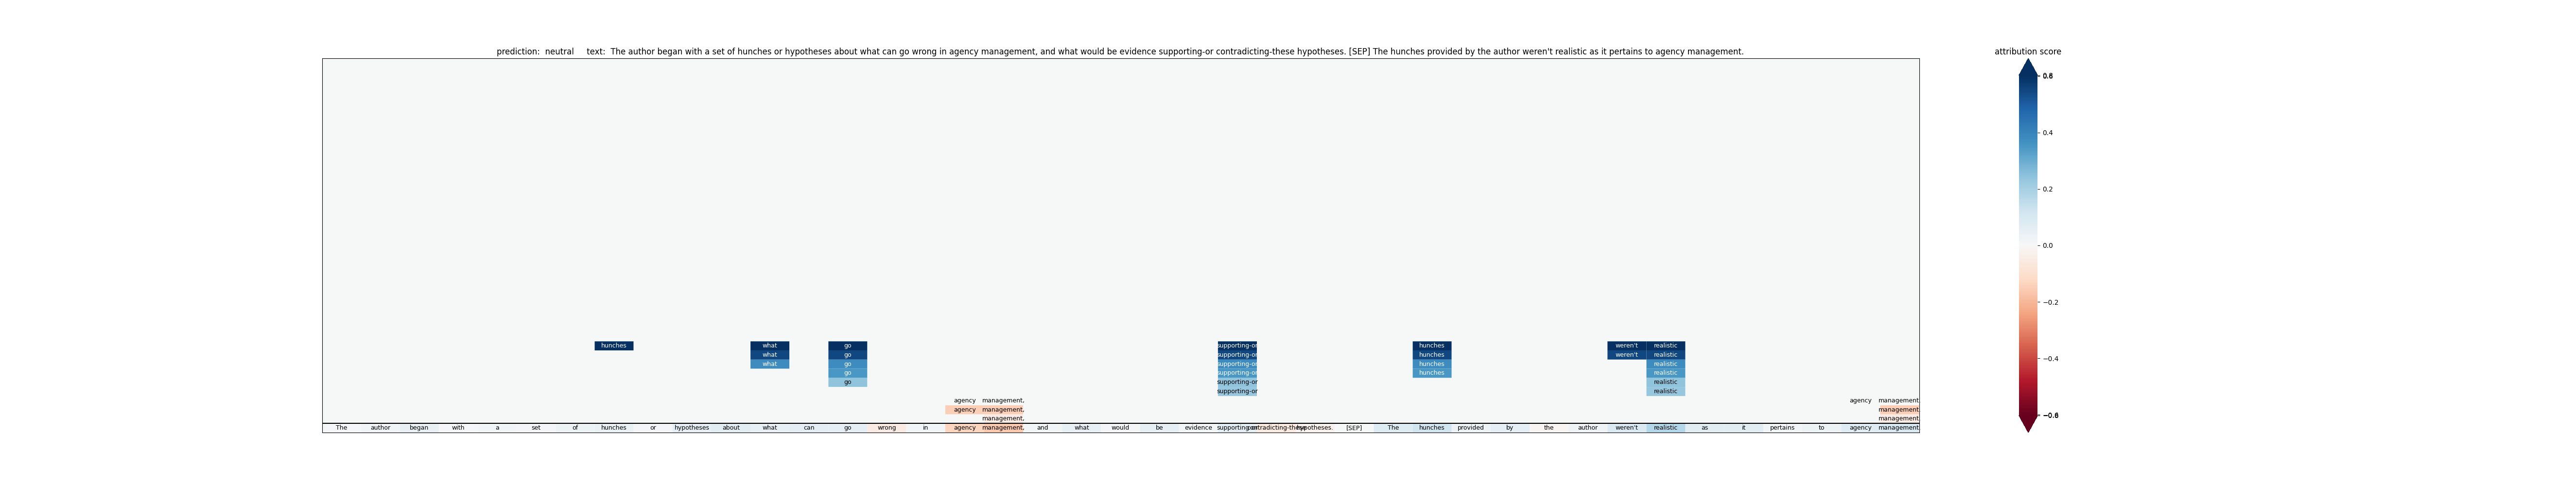 prediction:  neutral     text:  The author began with a set of hunches or hypotheses about what can go wrong in agency management, and what would be evidence supporting-or contradicting-these hypotheses. [SEP] The hunches provided by the author weren't realistic as it pertains to agency management.
attribution score
0.4
0.2
0.0
−0.2
−0.4
hunches what go supporting-or hunches weren't realistic
what go supporting-or hunches weren't realistic
what go supporting-or hunches realistic
go supporting-or hunches realistic
go supporting-or realistic
supporting-or realistic
agency management, agency management
agency management, management
management, management
The author began with a set of hunches or hypotheses about what can go wrong in agency management, and what would be evidence supporting-or contradicting-these hypotheses. [SEP] The hunches provided by the author weren't realistic as it pertains to agency management